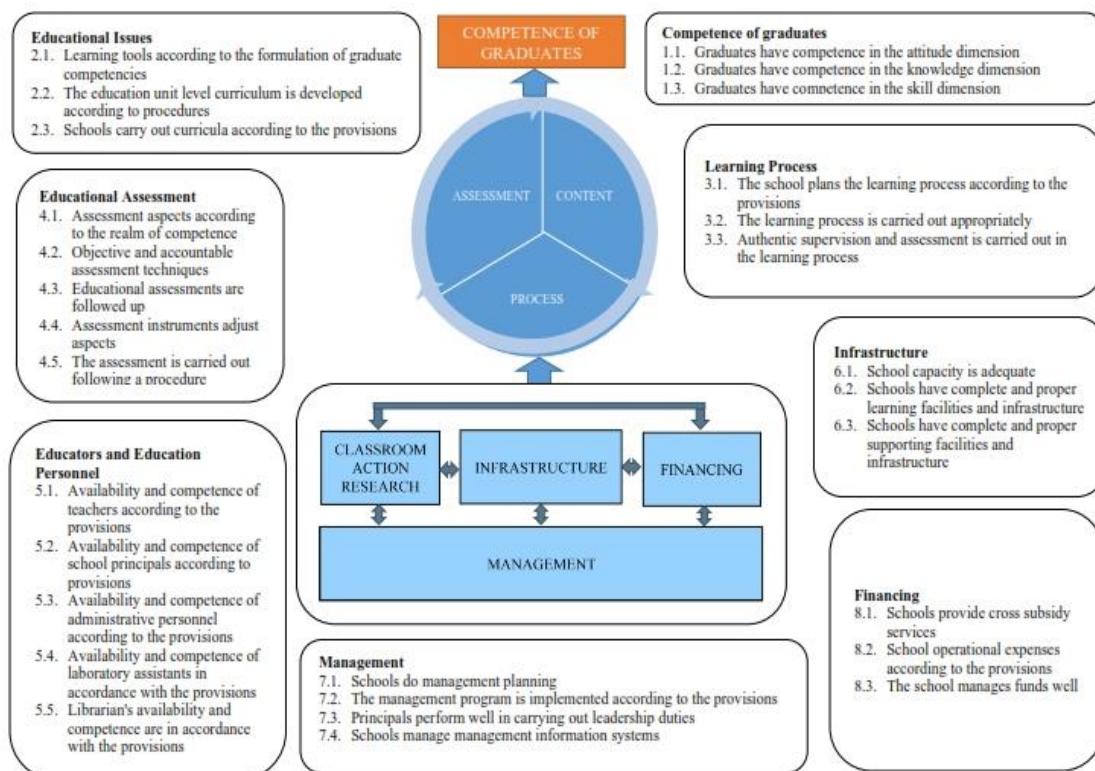 Educational Issues
2.1. Learning tools according to the formulation of graduate
competencies
2.2. The education unit level curriculum is developed
according to procedures
2.3. Schools carry out curricula according to the provisions
COMPETENCE OF
GRADUATES
Competence of graduates
1.1. Graduates have competence in the attitude dimension
1.2. Graduates have competence in the knowledge dimension
1.3. Graduates have competence in the skill dimension
ASSESSMENT
CONTENT
PROCESS
Learning Process
3.1. The school plans the learning process according to the
provisions
3.2. The learning process is carried out appropriately
3.3. Authentic supervision and assessment is carried out in
the learning process
Educational Assessment
4.1. Assessment aspects according
to the realm of competence
4.2. Objective and accountable
assessment techniques
4.3. Educational assessments are
followed up
4.4. Assessment instruments adjust
aspects
4.5. The assessment is carried out
following a procedure
Infrastructure
6.1. School capacity is adequate
6.2. Schools have complete and proper
learning facilities and infrastructure
6.3. Schools have complete and proper
supporting facilities and
infrastructure
CLASSROOM
ACTION
RESEARCH
INFRASTRUCTURE
FINANCING
MANAGEMENT
Educators and Education
Personnel
5.1. Availability and competence of
teachers according to the
provisions
5.2. Availability and competence of
school principals according to
provisions
5.3. Availability and competence of
administrative personnel
according to the provisions
5.4. Availability and competence of
laboratory assistants in
accordance with the provisions
5.5. Librarian's availability and
competence are in accordance
with the provisions
Management
7.1. Schools do management planning
7.2. The management program is implemented according to the provisions
7.3. Principals perform well in carrying out leadership duties
7.4. Schools manage management information systems
Financing
8.1. Schools provide cross subsidy
services
8.2. School operational expenses
according to the provisions
8.3. The school manages funds well